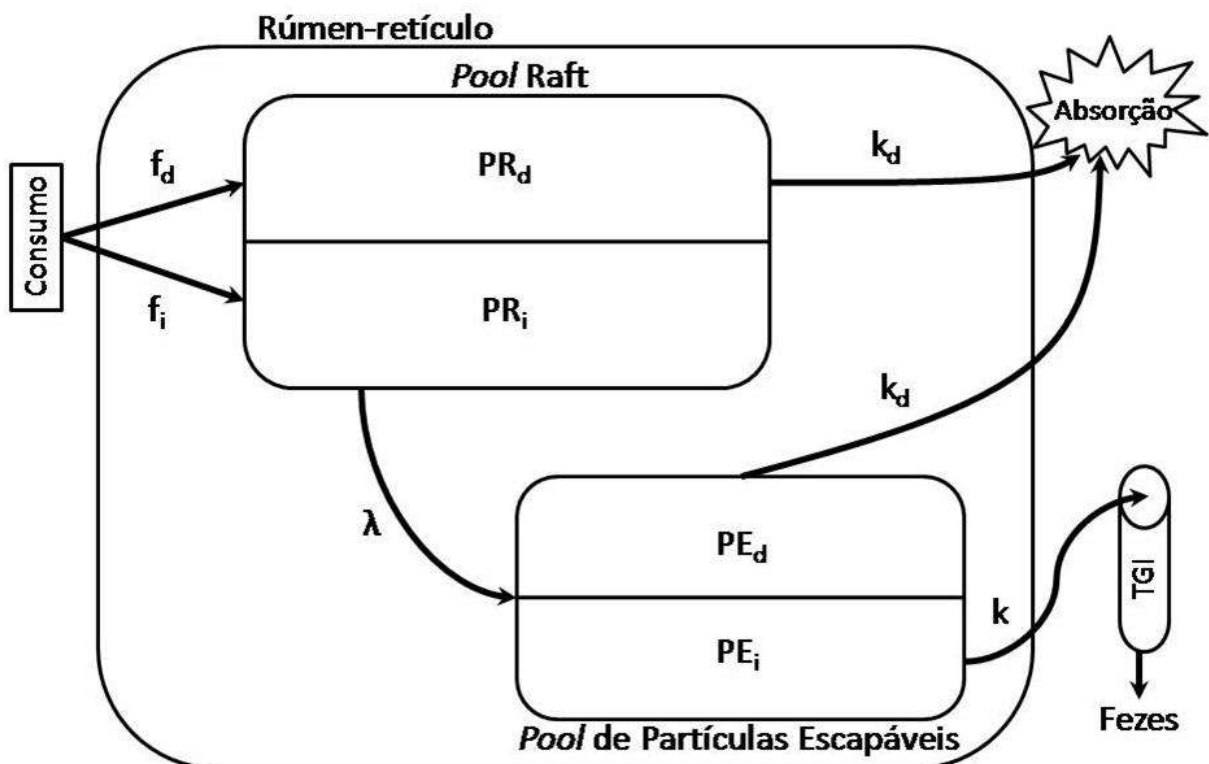 Rúmen-retículo
Pool Raft
Absorção
Consumo
f_d
PR_d
k_d
f_i
PR_i
k_d
λ
PE_d
k
TGI
PE_i
Fezes
Pool de Partículas Escapáveis